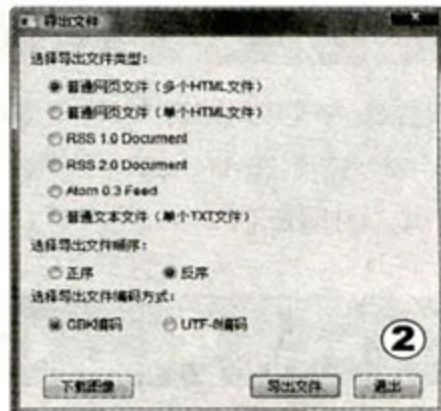 导出文件
选择导出文件类型：
普通网页文件（多个HTML文件）
普通网页文件（单个HTML文件）
RSS 1.0 Document
RSS 2.0 Document
Atom 0.3 Feed
普通文本文件（单个TXT文件）
选择导出文件顺序：
正序 反序
选择导出文件编码方式：
GBK编码 UTF-8编码
②
下载图像 导出文件 退出